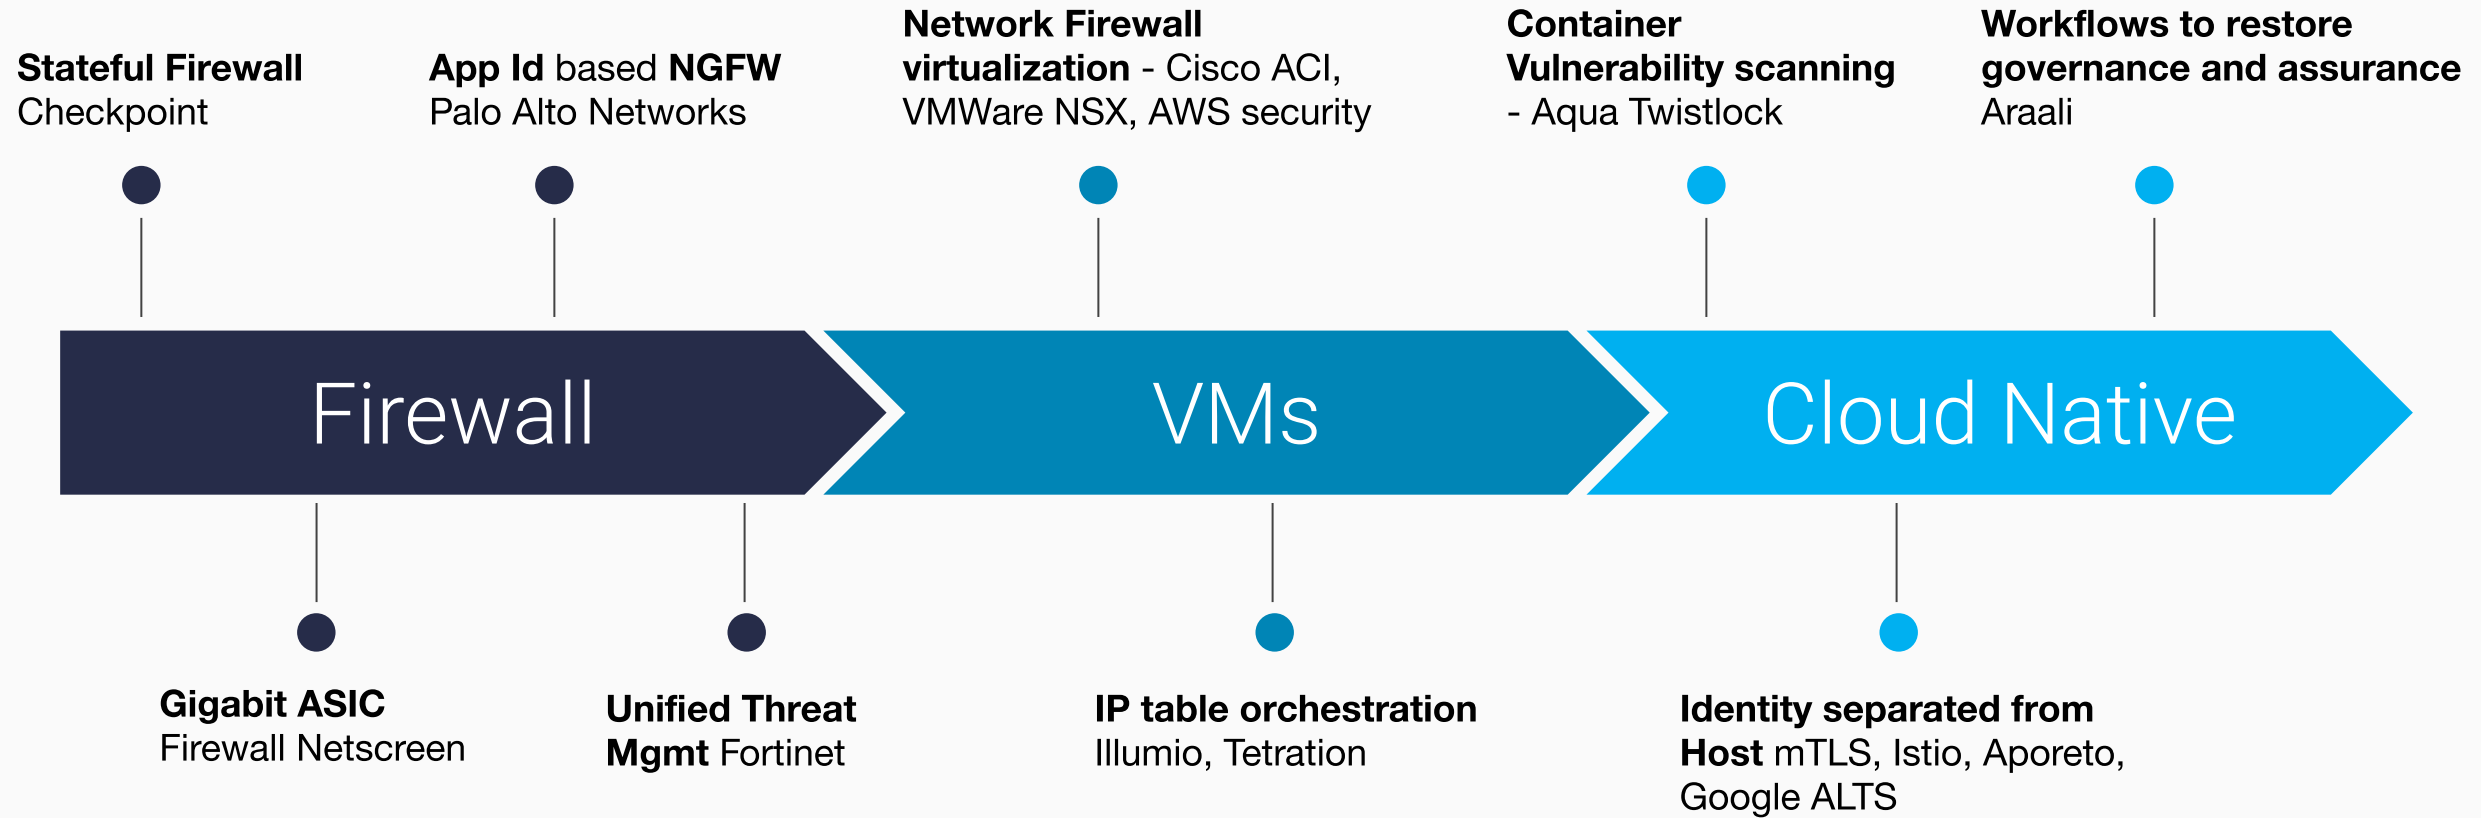 Stateful Firewall
Checkpoint
App Id based NGFW
Palo Alto Networks
Network Firewall
virtualization - Cisco ACI,
VMWare NSX, AWS security
Container
Vulnerability scanning
- Aqua Twistlock
Workflows to restore
governance and assurance
Araali
Firewall
VMs
Cloud Native
Gigabit ASIC
Firewall Netscreen
Unified Threat
Mgmt Fortinet
IP table orchestration
Illumio, Tetration
Identity separated from
Host mTLS, Istio, Aporeto,
Google ALTS